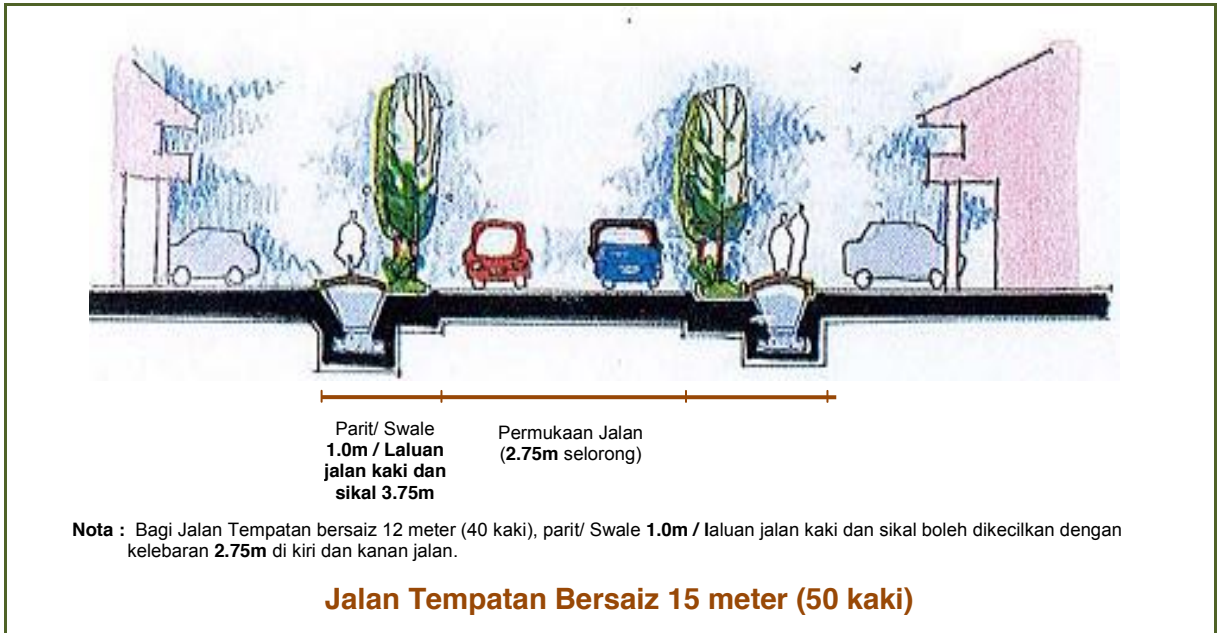 Parit/ Swale
1.0m / Laluan
jalan kaki dan
sikal 3.75m
Permukaan Jalan
(2.75m selorong)
Nota : Bagi Jalan Tempatan bersaiz 12 meter (40 kaki), parit/ Swale 1.0m / laluan jalan kaki dan sikal boleh dikecilkan dengan
kelebaran 2.75m di kiri dan kanan jalan.
Jalan Tempatan Bersaiz 15 meter (50 kaki)